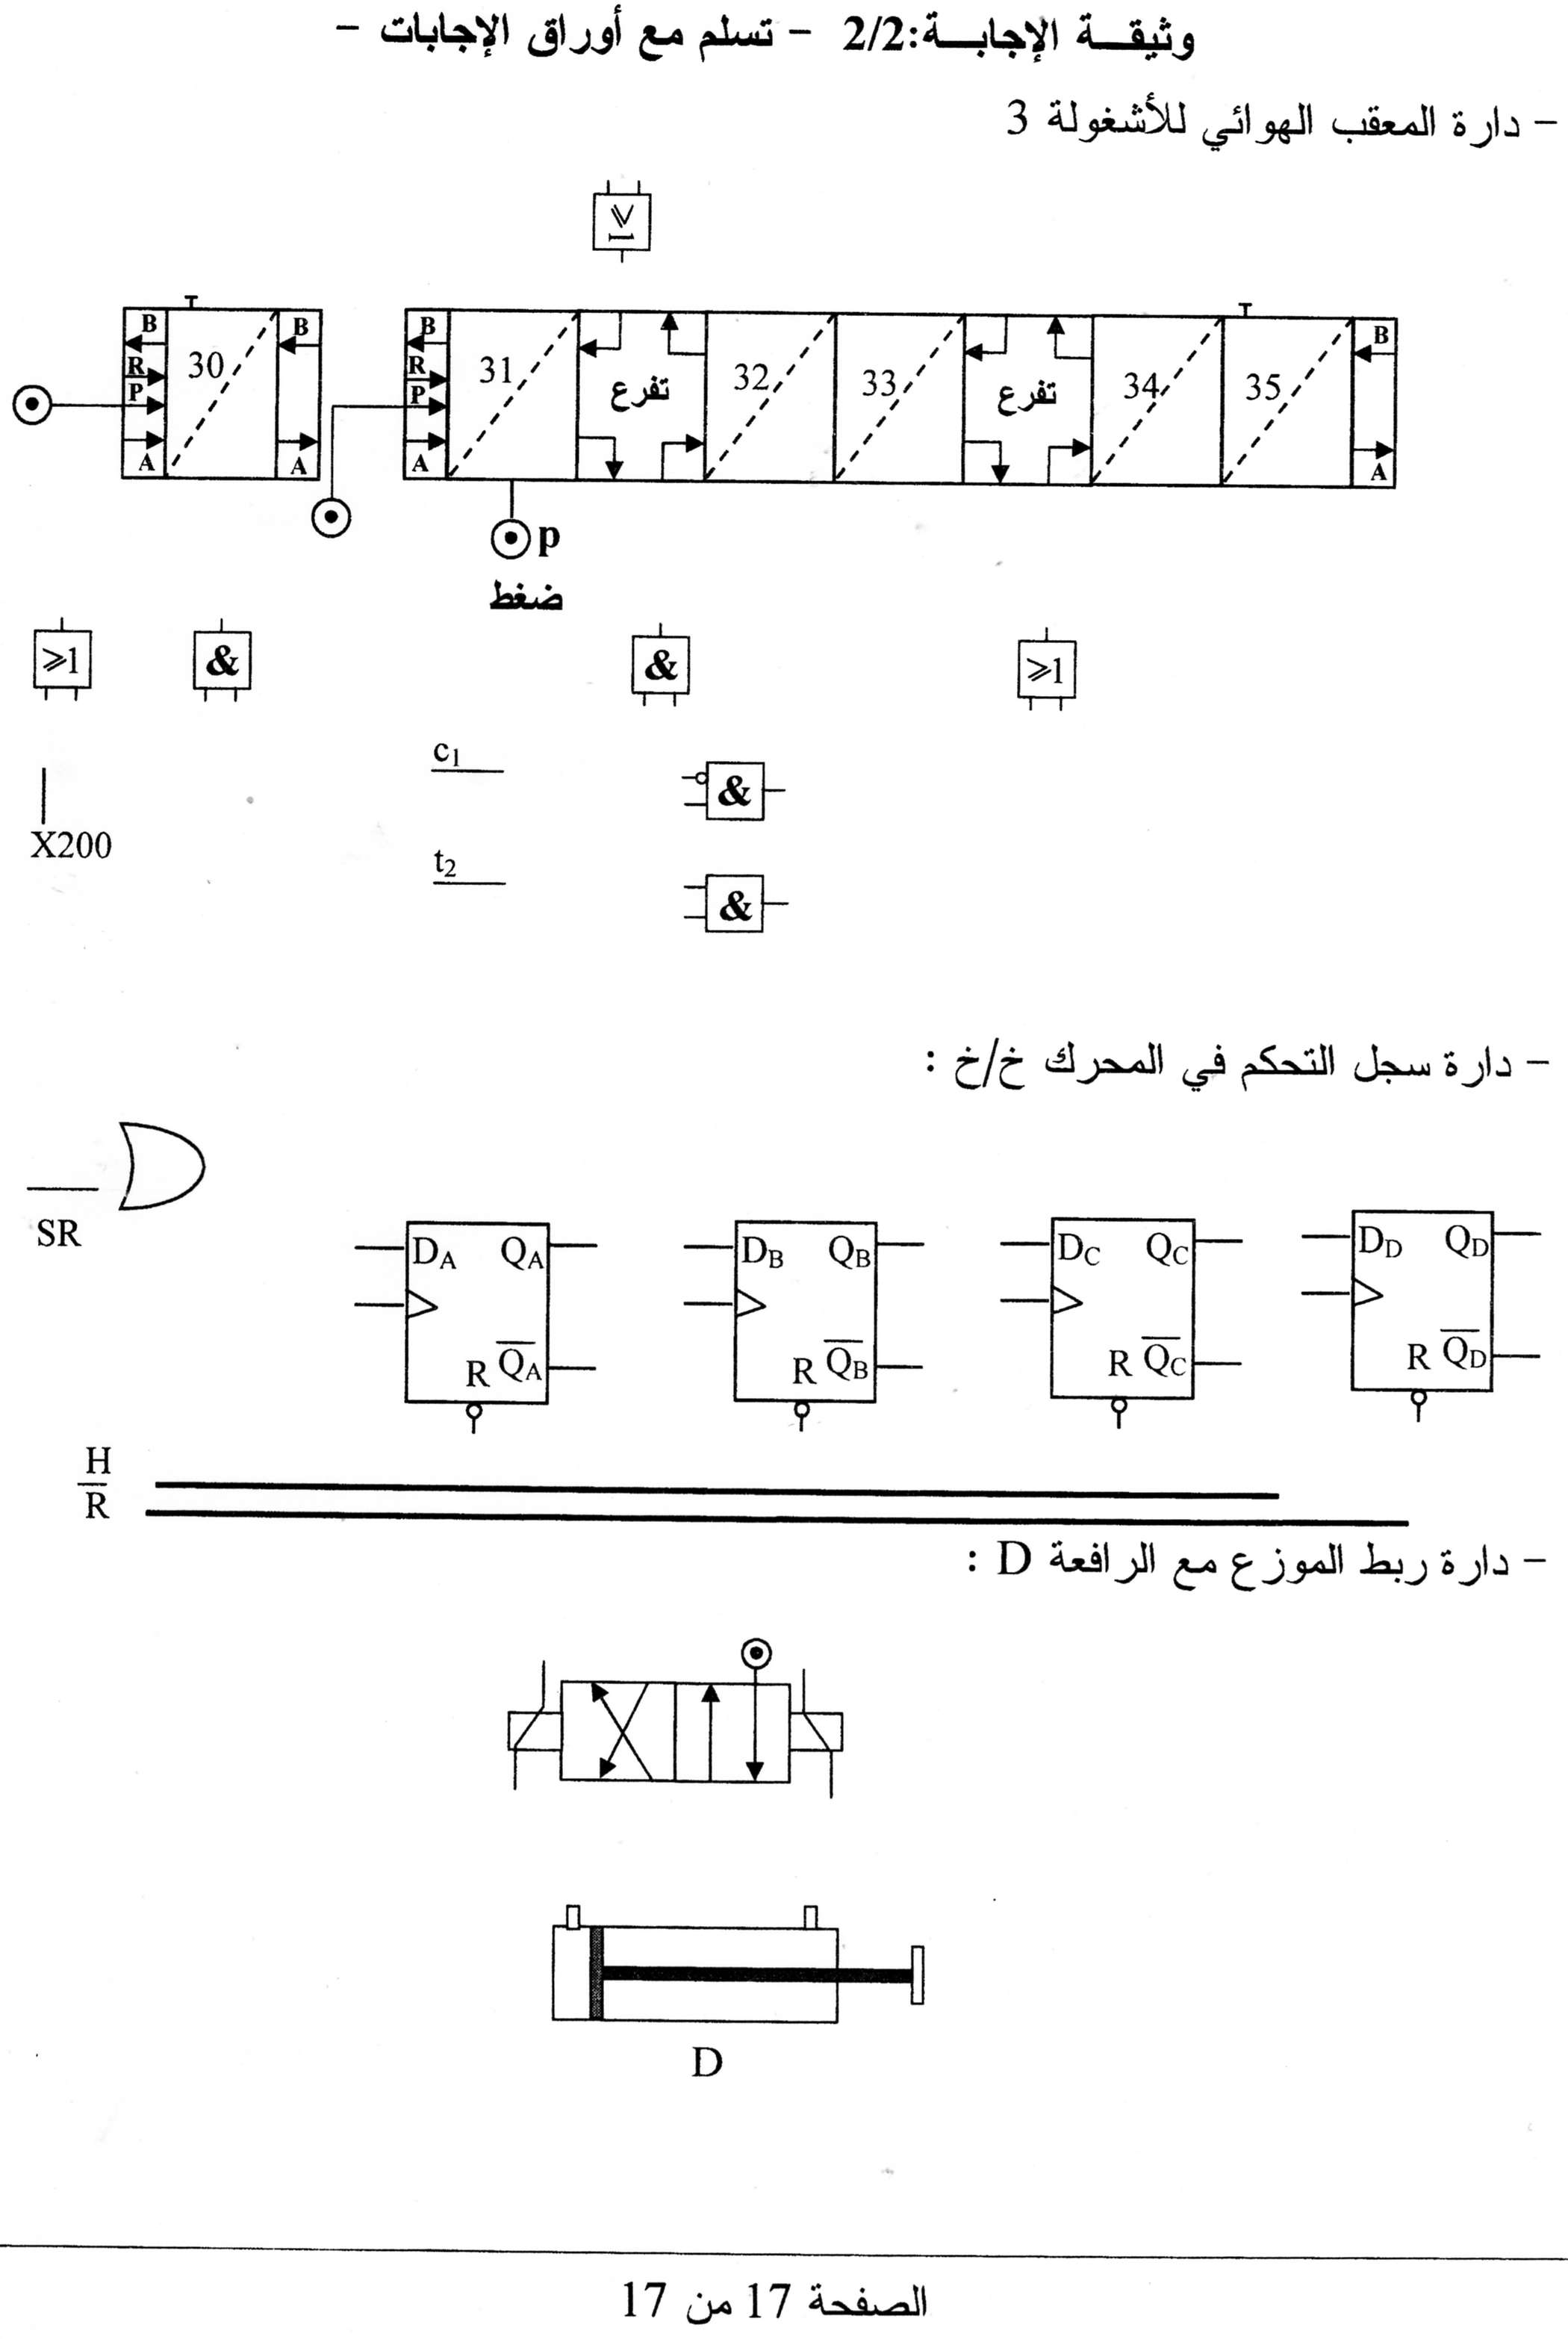 وثيقة الإجابة:2/2 - تسلم مع أوراق الإجابات -
- دارة المعقب الهوائي للأشغولة 3
≥1
B B B B
30 31 32 33 34 35
R R
P P
تفرع تفرع
A A A A
p
ضغط
≥1 & & ≥1
c1
&
X200
t2
&
- دارة سجل التحكم في المحرك خ/خ :
SR
DA QA DB QB DC QC DD QD
R Q̅A R Q̅B R Q̅C R Q̅D
H
R̅
- دارة ربط الموزع مع الرافعة D :
D
الصفحة 17 من 17